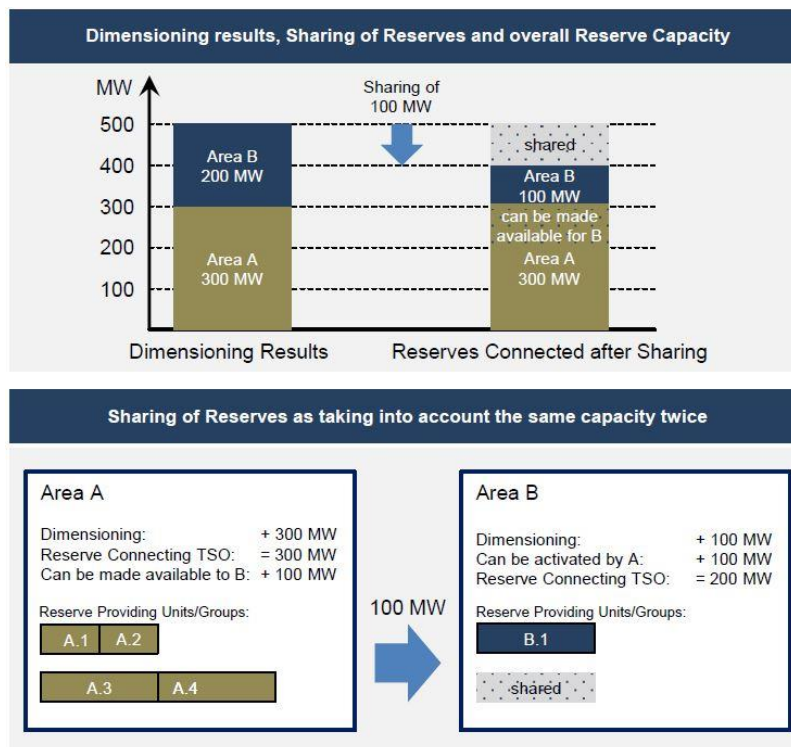 Dimensioning results, Sharing of Reserves and overall Reserve Capacity
MW
Sharing of
100 MW
500
400
300
200
100
Area B
200 MW
Area A
300 MW
shared
Area B
100 MW
can be made
available for B
Area A
300 MW
Dimensioning Results
Reserves Connected after Sharing
Sharing of Reserves as taking into account the same capacity twice
Area A
Dimensioning: + 300 MW
Reserve Connecting TSO: = 300 MW
Can be made available to B: + 100 MW
Reserve Providing Units/Groups:
A.1 A.2
A.3 A.4
100 MW
Area B
Dimensioning: + 100 MW
Can be activated by A: + 100 MW
Reserve Connecting TSO: = 200 MW
Reserve Providing Units/Groups:
B.1
shared